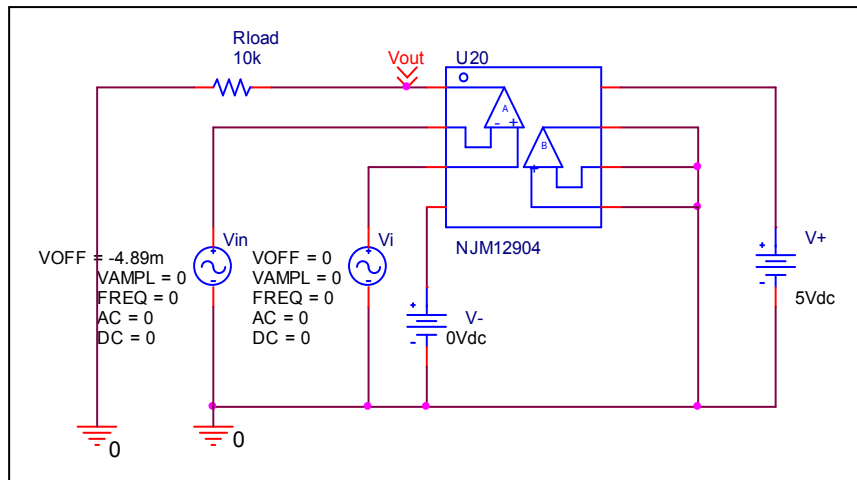 Rload
10k
Vout
U20
A
- +
B
+ -
NJM12904
+
Vin
-
VOFF = -4.89m
VAMPL = 0
FREQ = 0
AC = 0
DC = 0
+
Vi
-
VOFF = 0
VAMPL = 0
FREQ = 0
AC = 0
DC = 0
+
V-
-
0Vdc
V+
+
-
5Vdc
0
0